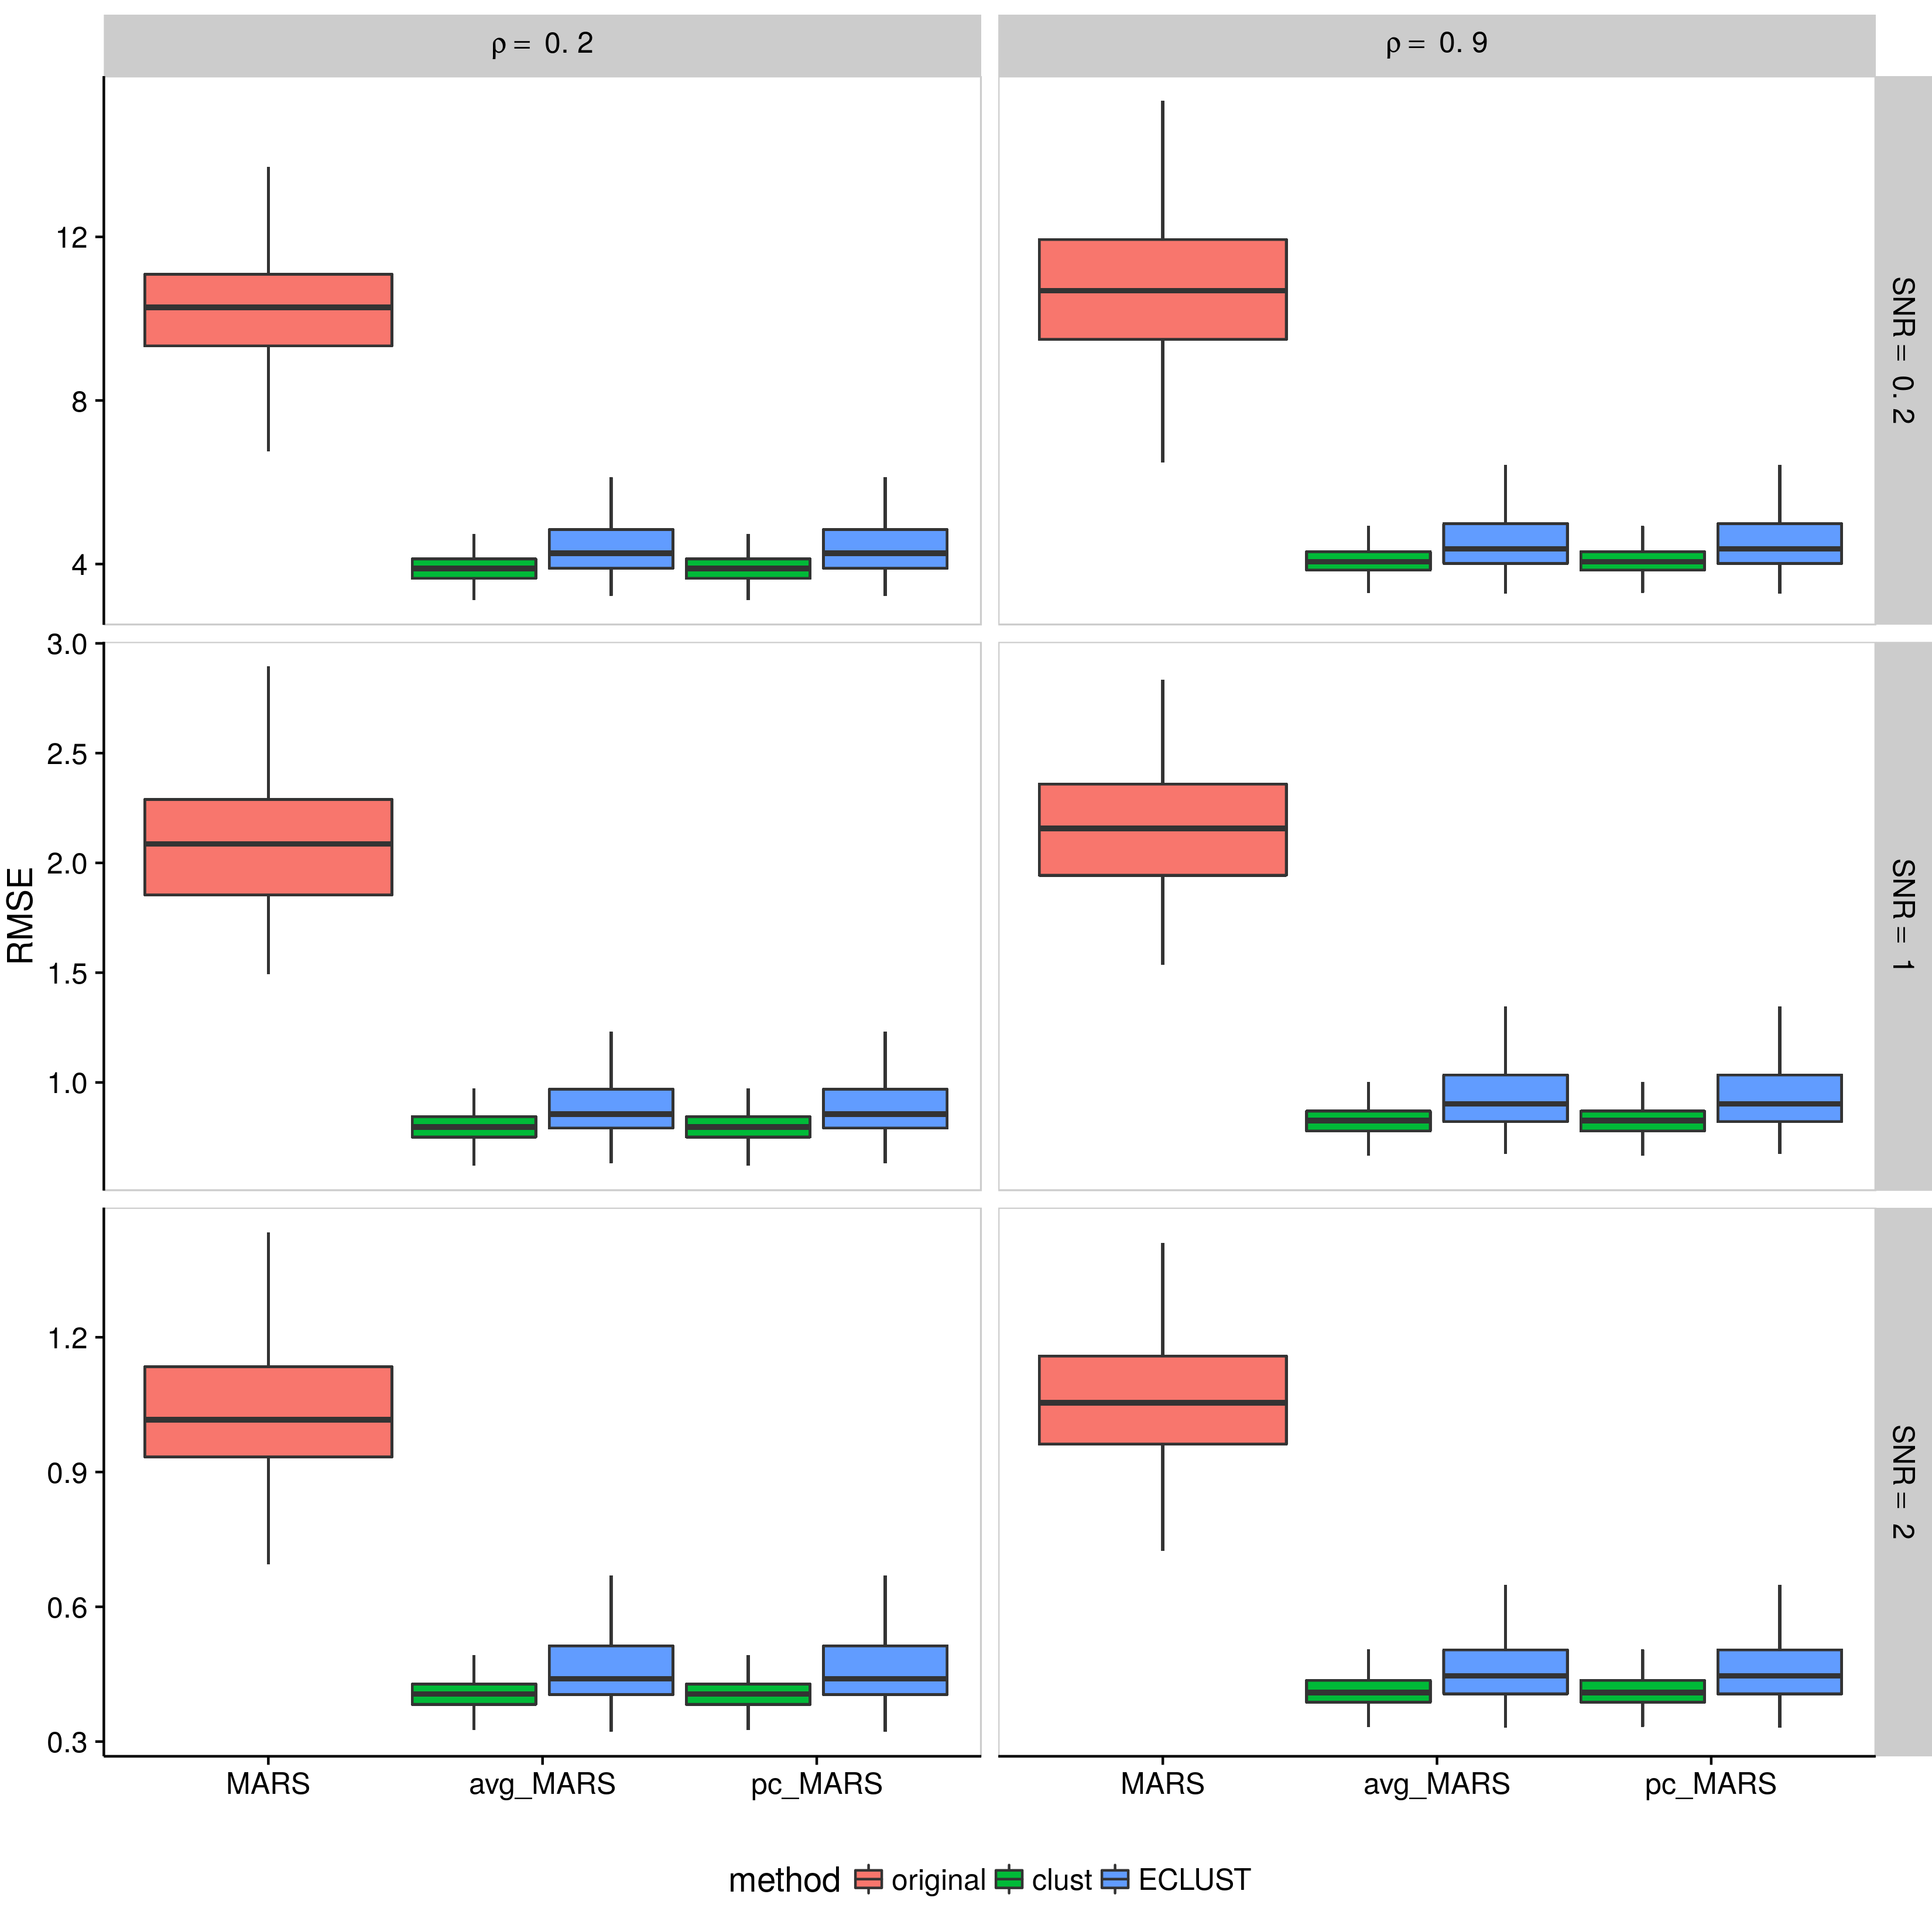 ρ = 0.2
ρ = 0.9
12
8
4
SNR = 0.2
3.0
2.5
2.0
1.5
1.0
SNR = 1
RMSE
1.2
0.9
0.6
0.3
SNR = 2
MARS avg_MARS pc_MARS
MARS avg_MARS pc_MARS
method original clust ECLUST